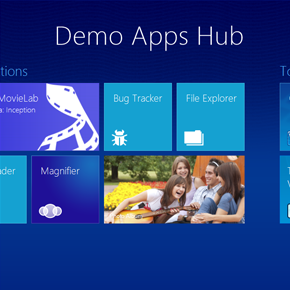 Demo Apps Hub
tions
To
MovieLab
a: Inception
Bug Tracker
File Explorer
ader
Magnifier